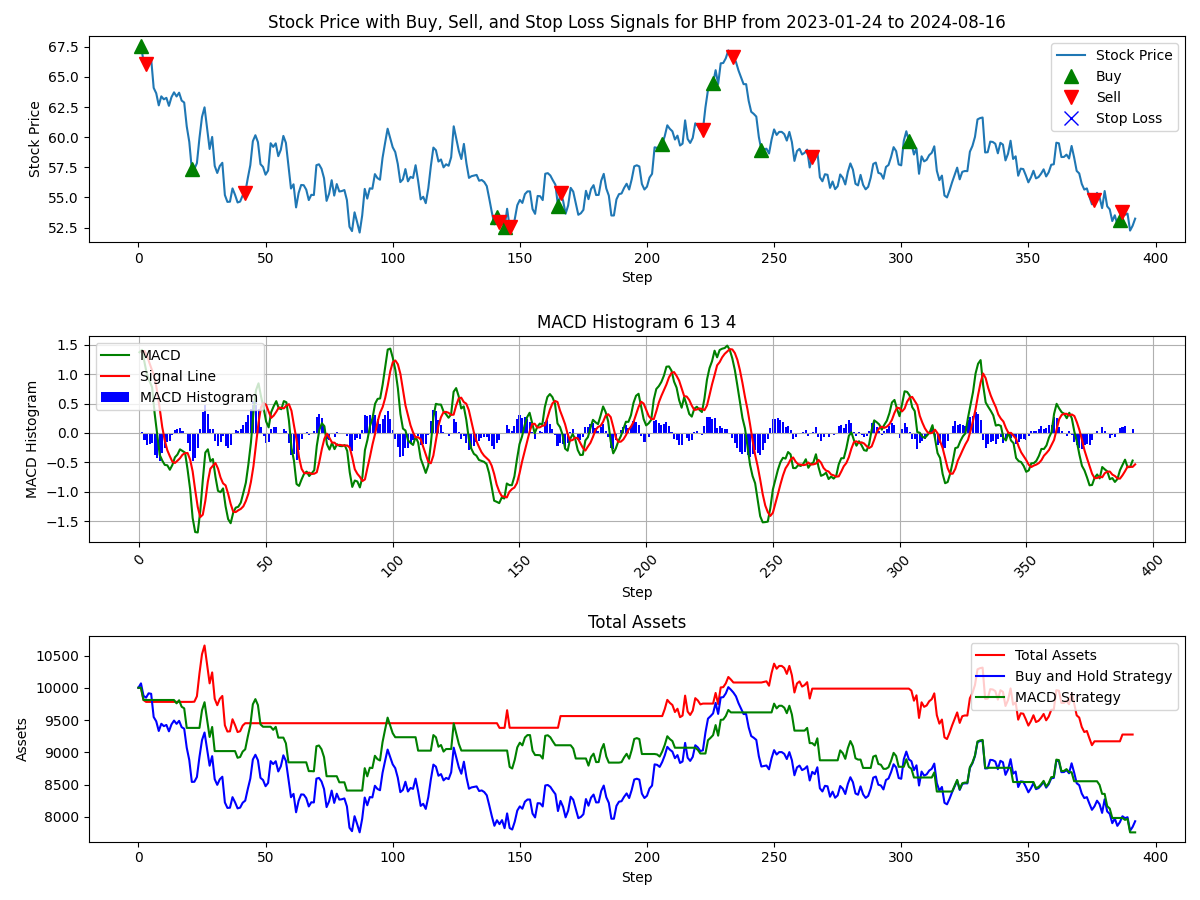 Stock Price with Buy, Sell, and Stop Loss Signals for BHP from 2023-01-24 to 2024-08-16
67.5
65.0
62.5
60.0
57.5
55.0
52.5
Stock Price
Stock Price
Buy
Sell
Stop Loss
0 50 100 150 200 250 300 350 400
Step
MACD Histogram 6 13 4
1.5
1.0
0.5
0.0
−0.5
−1.0
−1.5
MACD Histogram
MACD
Signal Line
MACD Histogram
0 50 100 150 200 250 300 350 400
Step
Total Assets
10500
10000
9500
9000
8500
8000
Assets
Total Assets
Buy and Hold Strategy
MACD Strategy
0 50 100 150 200 250 300 350 400
Step